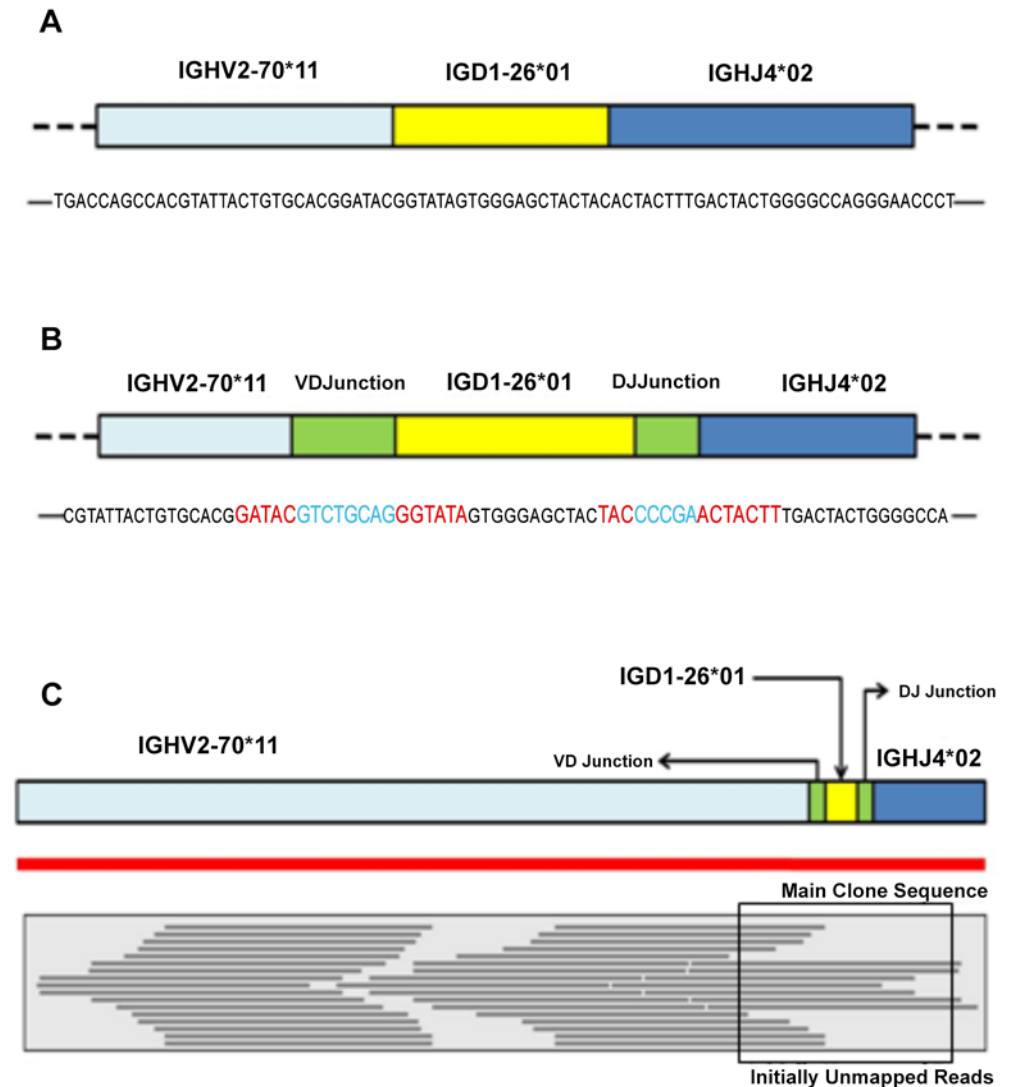 A
IGHV2-70*11 IGD1-26*01 IGHJ4*02
TGACCAGCCACGTATTACTGTGCACGGATACGGTATAGTGGGAGCTACTACACTACTTTGACTACTGGGGCCAGGGAACCCT
B
IGHV2-70*11 VDJunction IGD1-26*01 DJJunction IGHJ4*02
CGTATTACTGTGCACGGATACGTCTGCAGGGTATAGTGGGAGCTACTACCCCGAACTACTTTGACTACTGGGGCCA
C
IGD1-26*01
DJ Junction
IGHV2-70*11
VD Junction
IGHJ4*02
Main Clone Sequence
Initially Unmapped Reads